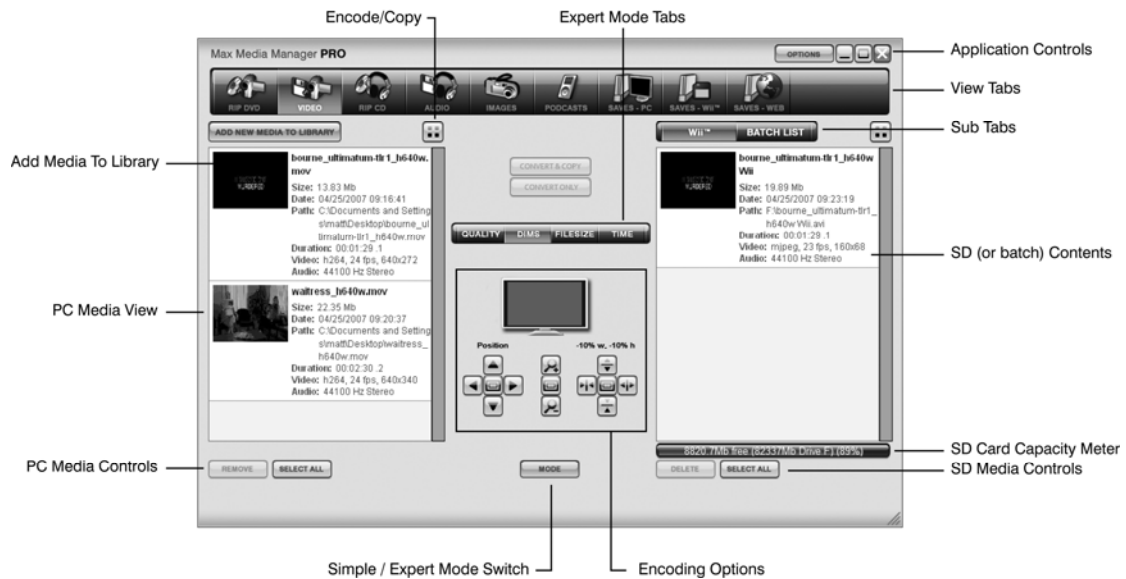 Encode/Copy
Expert Mode Tabs
Max Media Manager PRO
OPTIONS
Application Controls
RIP DVD
VIDEO
RIP CD
AUDIO
IMAGES
PODCASTS
SAVES - PC
SAVES - Wii™
SAVES - WEB
View Tabs
ADD NEW MEDIA TO LIBRARY
Wii™
BATCH LIST
Sub Tabs
Add Media To Library
bourne_ultimatum-tlr1_h640w.
mov
Size: 13.83 Mb
Date: 04/25/2007 09:16:41
Path: C:\Documents and Setting
s\matt\Desktop\bourne_ul
timatum-tlr1_h640w.mov
Duration: 00:01:29 .1
Video: h264, 24 fps, 640x272
Audio: 44100 Hz Stereo
CONVERT & COPY
CONVERT ONLY
bourne_ultimatum-tlr1_h640w
Wii
Size: 19.89 Mb
Date: 04/25/2007 09:23:19
Path: F:\bourne_ultimatum-tlr1_
h640w Wii.avi
Duration: 00:01:29 .1
Video: mjpeg, 23 fps, 160x68
Audio: 44100 Hz Stereo
SD (or batch) Contents
QUALITY
DIMS
FILESIZE
TIME
PC Media View
waitress_h640w.mov
Size: 22.35 Mb
Date: 04/25/2007 09:20:37
Path: C:\Documents and Setting
s\matt\Desktop\waitress_
h640w.mov
Duration: 00:02:30 .2
Video: h264, 24 fps, 640x340
Audio: 44100 Hz Stereo
Position
-10% w, -10% h
8820.7Mb free (82337Mb Drive F:) (89%)
SD Card Capacity Meter
PC Media Controls
REMOVE
SELECT ALL
MODE
DELETE
SELECT ALL
SD Media Controls
Simple / Expert Mode Switch
Encoding Options